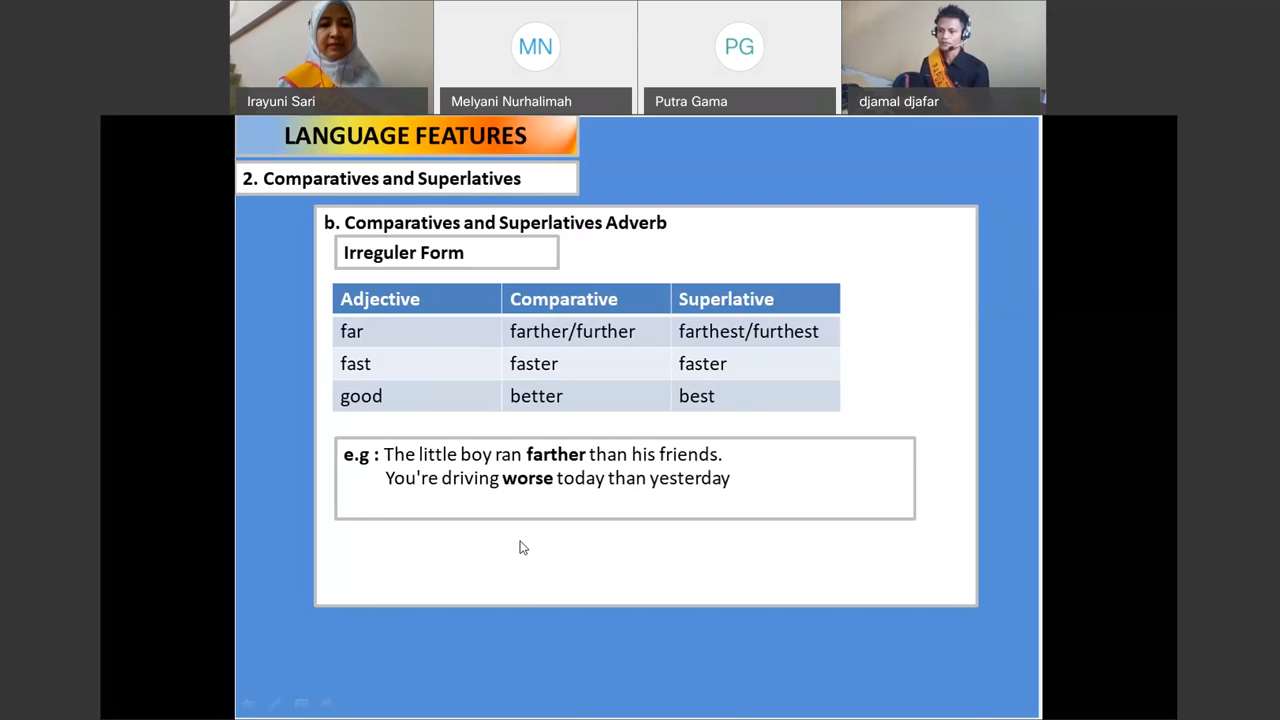 MN
PG
Irayuni Sari
Melyani Nurhalimah
Putra Gama
djamal djafar
LANGUAGE FEATURES
2. Comparatives and Superlatives
b. Comparatives and Superlatives Adverb
Irreguler Form
Adjective Comparative Superlative
far farther/further farthest/furthest
fast faster faster
good better best
e.g : The little boy ran farther than his friends.
You're driving worse today than yesterday